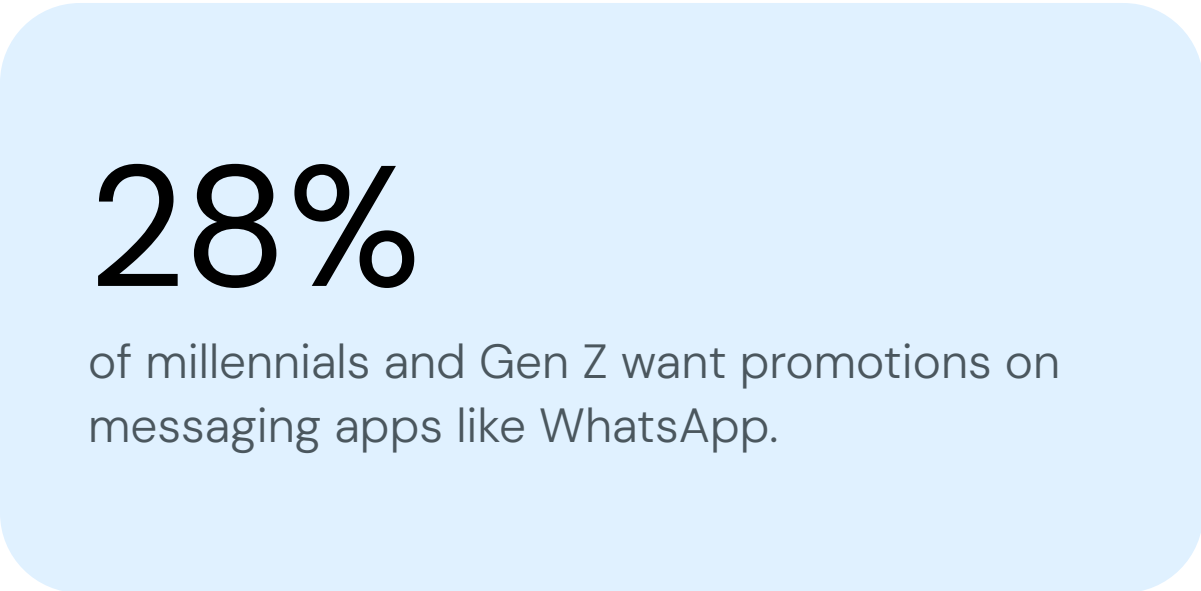 28%
of millennials and Gen Z want promotions on
messaging apps like WhatsApp.